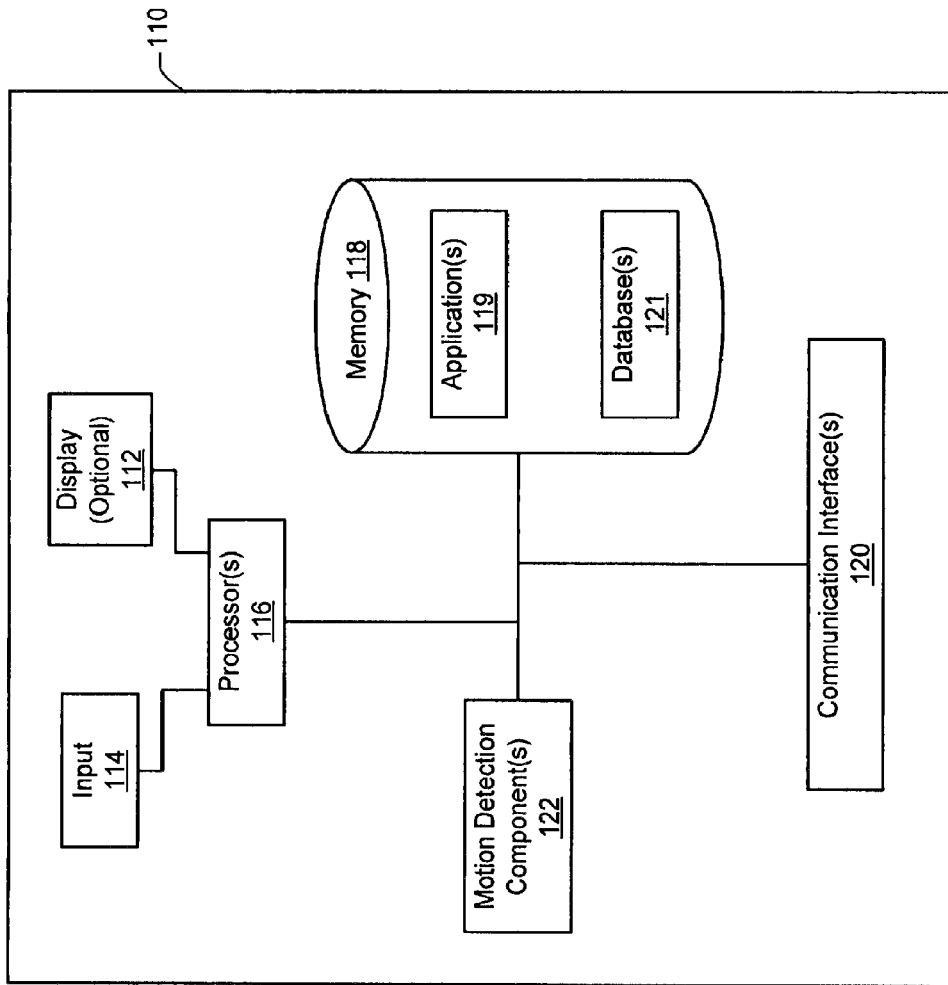 110
Input
114
Display
(Optional)
112
Processor(s)
116
Memory 118
Application(s)
119
Database(s)
121
Motion Detection
Component(s)
122
Communication Interface(s)
120